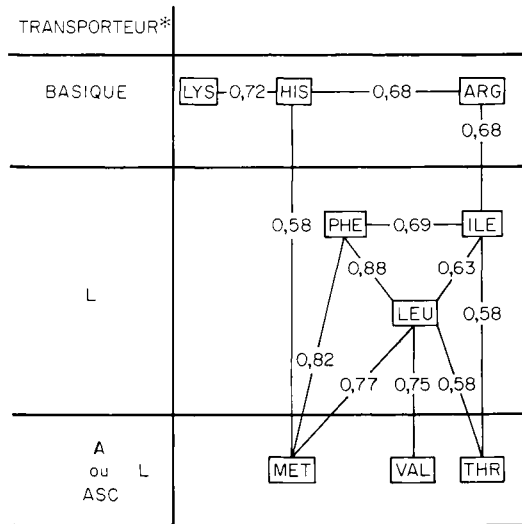 TRANSPORTEUR*
BASIQUE LYS 0,72 HIS 0,68 ARG
0,68
0,58 PHE 0,69 ILE
0,88 0,63
L LEU 0,58
0,82
0,77 0,75 0,58
A
ou L MET VAL THR
ASC